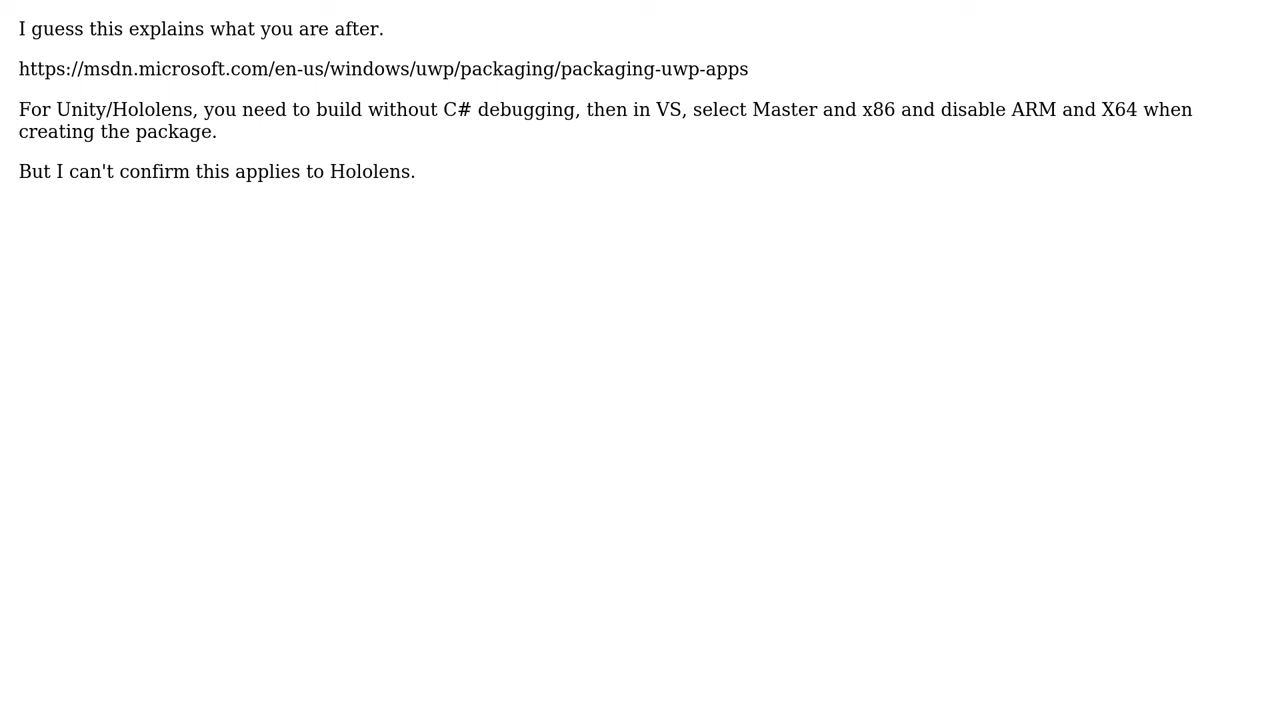 I guess this explains what you are after.
https://msdn.microsoft.com/en-us/windows/uwp/packaging/packaging-uwp-apps
For Unity/Hololens, you need to build without C# debugging, then in VS, select Master and x86 and disable ARM and X64 when
creating the package.
But I can't confirm this applies to Hololens.